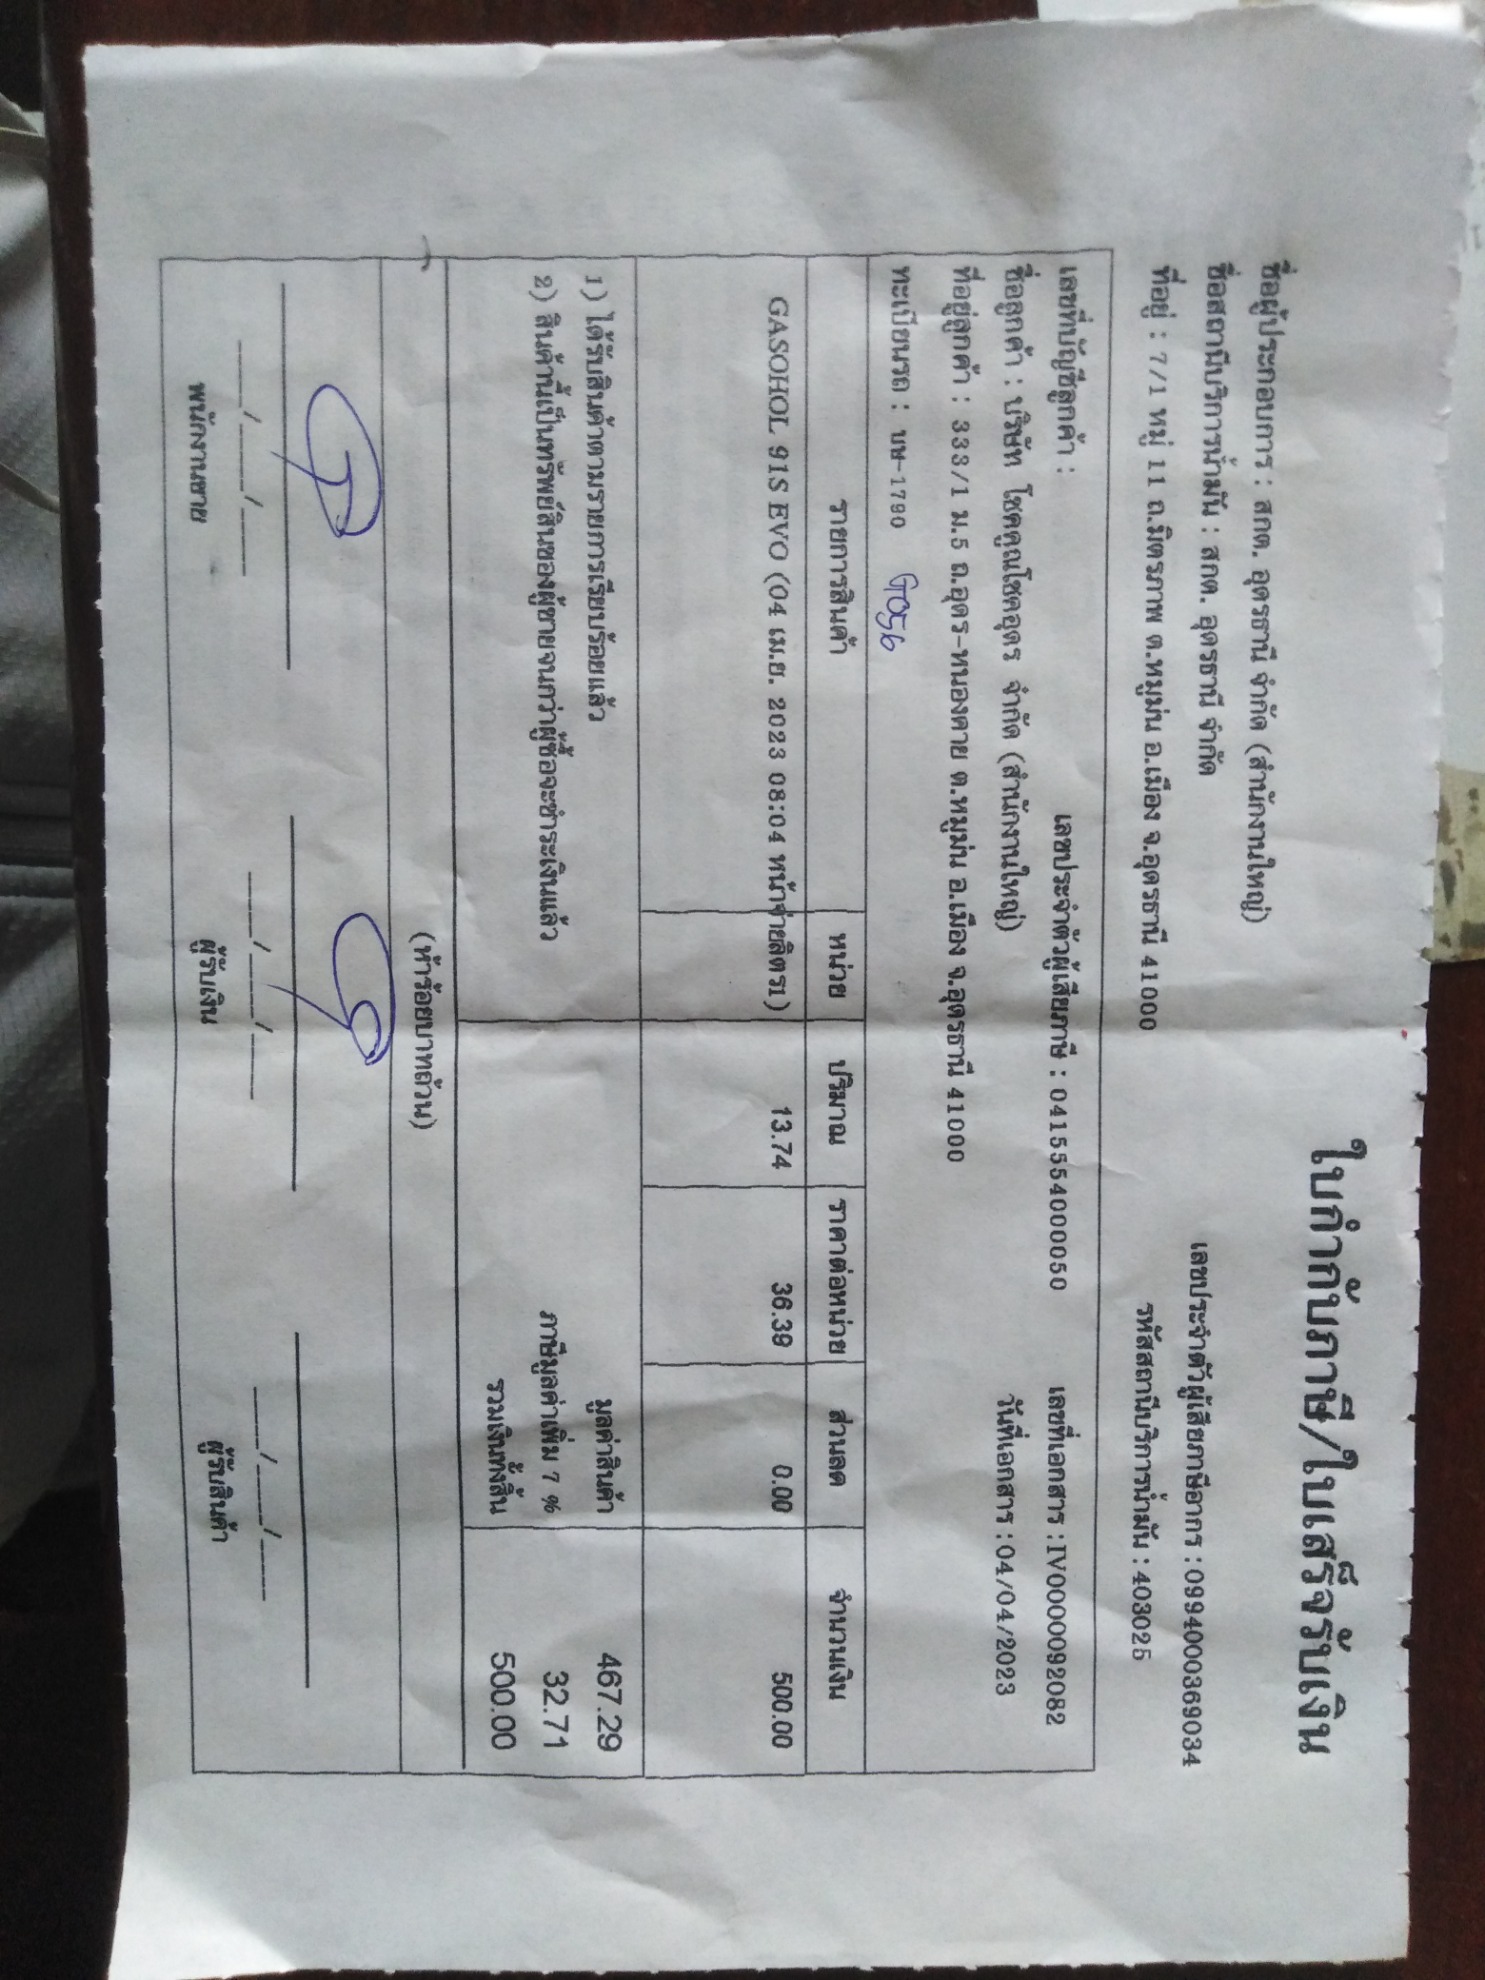 ใบกำกับภาษี/ใบเสร็จรับเงิน
ชื่อผู้ประกอบการ : สกต. อุดรธานี จำกัด (สำนักงานใหญ่)
เลขประจำตัวผู้เสียภาษีอากร : 0994000369034
ชื่อสถานีบริการน้ำมัน : สกต. อุดรธานี จำกัด
รหัสสถานีบริการน้ำมัน : 403025
ที่อยู่ : 7/1 หมู่ 11 ถ.มิตรภาพ ต.หมูม่น อ.เมือง จ.อุดรธานี 41000
เลขที่บัญชีลูกค้า : เลขประจำตัวผู้เสียภาษี : 0415554000050 เลขที่เอกสาร : IV0000092082
ชื่อลูกค้า : บริษัท โชคคูณโชคอุดร จำกัด (สำนักงานใหญ่) วันที่เอกสาร : 04/04/2023
ที่อยู่ลูกค้า : 333/1 ม.5 ถ.อุดร-หนองคาย ต.หมูม่น อ.เมือง จ.อุดรธานี 41000
ทะเบียนรถ : บษ-1790 G056
รายการสินค้า หน่วย ปริมาณ ราคาต่อหน่วย ส่วนลด จำนวนเงิน
GASOHOL 91S EVO (04 เม.ย. 2023 08:04 หน้าจ่ายลิตร1) 13.74 36.39 0.00 500.00
1) ได้รับสินค้าตามรายการเรียบร้อยแล้ว มูลค่าสินค้า 467.29
2) สินค้านี้เป็นทรัพย์สินของผู้ขายจนกว่าผู้ซื้อจะชำระเงินแล้ว ภาษีมูลค่าเพิ่ม 7 % 32.71
รวมเงินทั้งสิ้น 500.00
(ห้าร้อยบาทถ้วน)
___/___/___ ___/___/___ ___/___/___
พนักงานขาย ผู้รับเงิน ผู้รับสินค้า